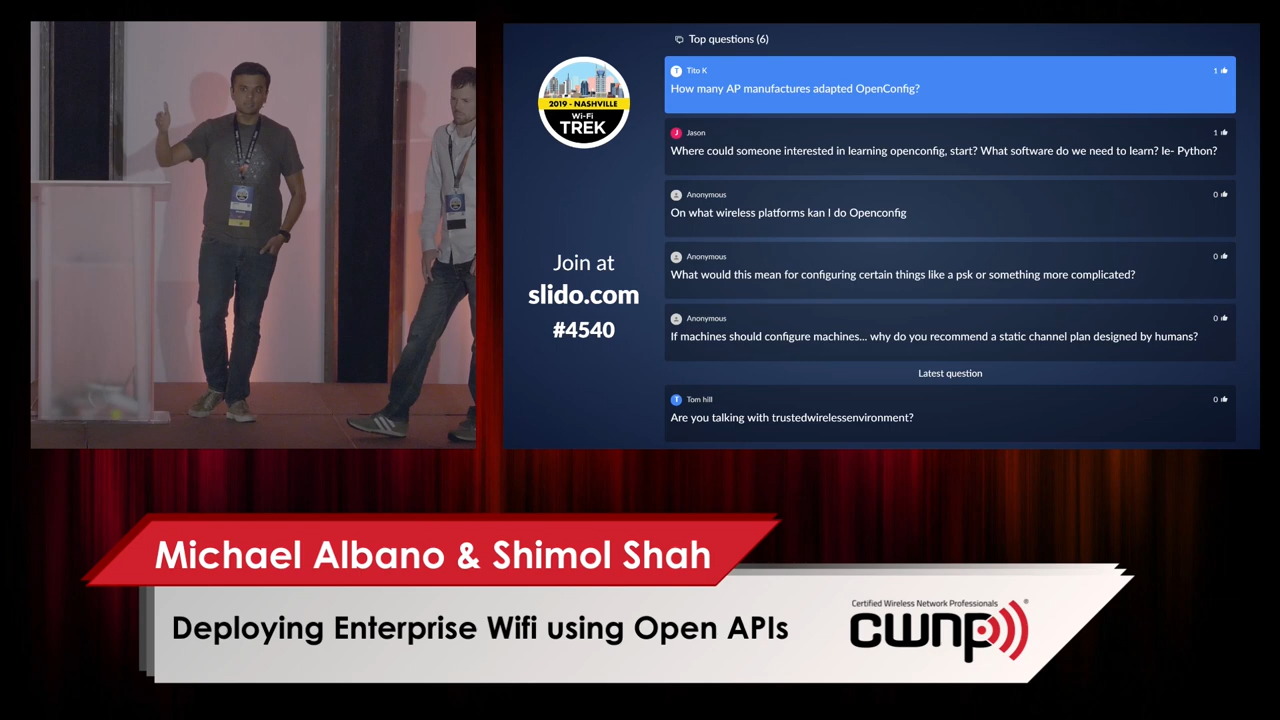 Top questions (6)
2019 - NASHVILLE
Wi-Fi
TREK
Join at
slido.com
#4540
T Tito K 1
How many AP manufactures adapted OpenConfig?
J Jason 1
Where could someone interested in learning openconfig, start? What software do we need to learn? Ie- Python?
Anonymous 0
On what wireless platforms kan I do Openconfig
Anonymous 0
What would this mean for configuring certain things like a psk or something more complicated?
Anonymous 0
If machines should configure machines... why do you recommend a static channel plan designed by humans?
Latest question
T Tom hill 0
Are you talking with trustedwirelessenvironment?
Michael Albano & Shimol Shah
Deploying Enterprise Wifi using Open APIs
Certified Wireless Network Professionals
cwnp®